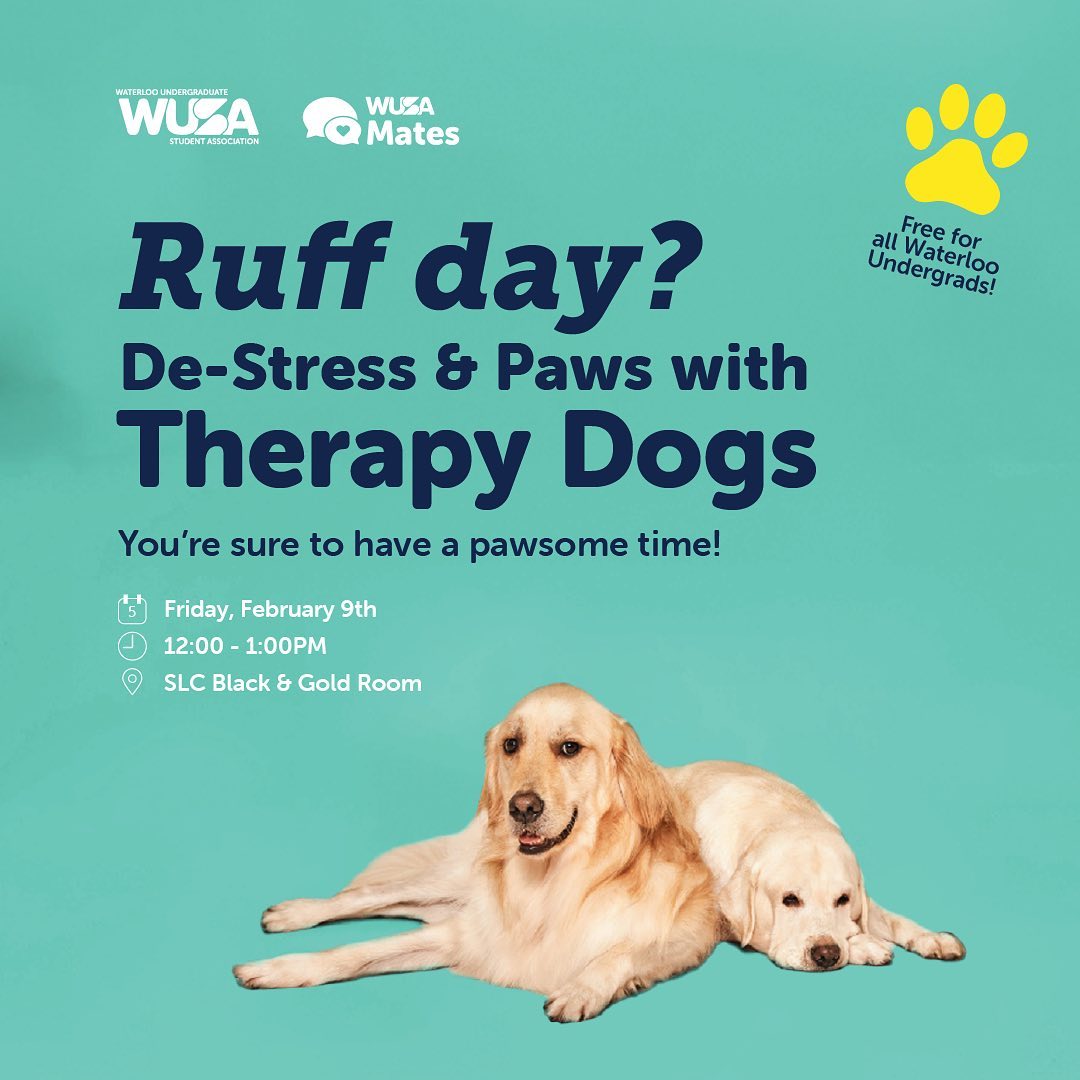 WATERLOO UNDERGRADUATE
WUSA
STUDENT ASSOCIATION
WUSA
Mates
Free for
all Waterloo
Undergrads!
Ruff day?
De-Stress & Paws with
Therapy Dogs
You're sure to have a pawsome time!
5
Friday, February 9th
12:00 - 1:00PM
SLC Black & Gold Room